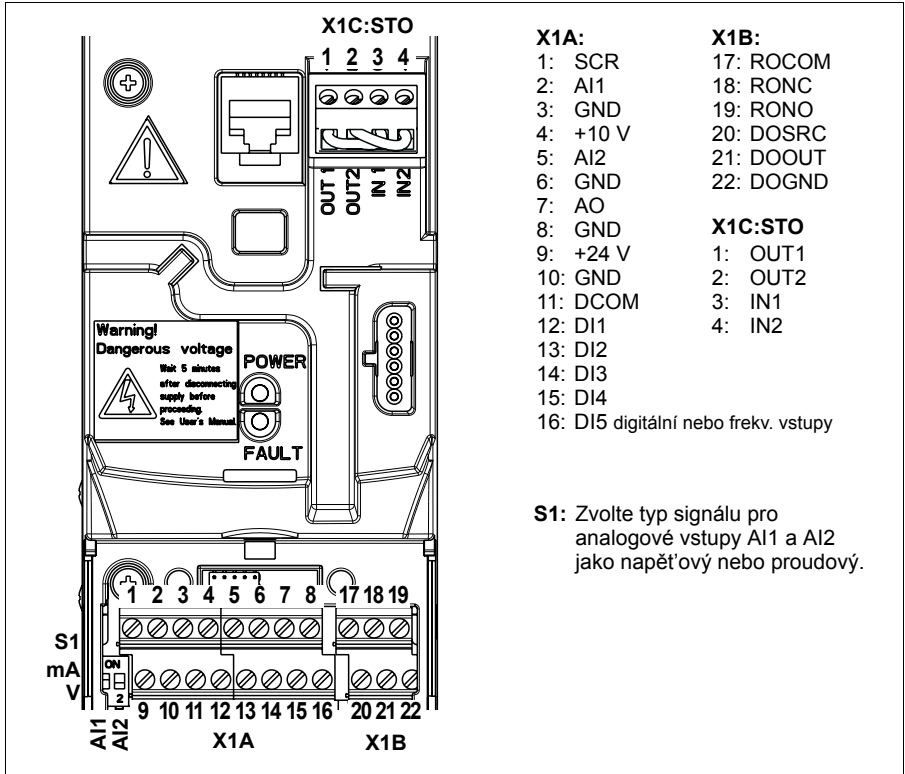 X1C:STO
1 2 3 4
OUT 1
OUT2
IN 1
IN2
Warning!
Dangerous voltage
Wait 5 minutes
after disconnecting
supply before
proceeding.
See User's Manual.
POWER
FAULT
1 2 3 4 5 6 7 8 17 18 19
S1
mA
V
ON
2
9 10 11 12 13 14 15 16 20 21 22
AI1
AI2
X1A
X1B
X1A:
1: SCR
2: AI1
3: GND
4: +10 V
5: AI2
6: GND
7: AO
8: GND
9: +24 V
10: GND
11: DCOM
12: DI1
13: DI2
14: DI3
15: DI4
16: DI5 digitální nebo frekv. vstupy
X1B:
17: ROCOM
18: RONC
19: RONO
20: DOSRC
21: DOOUT
22: DOGND
X1C:STO
1: OUT1
2: OUT2
3: IN1
4: IN2
S1: Zvolte typ signálu pro
analogové vstupy AI1 a AI2
jako napěťový nebo proudový.